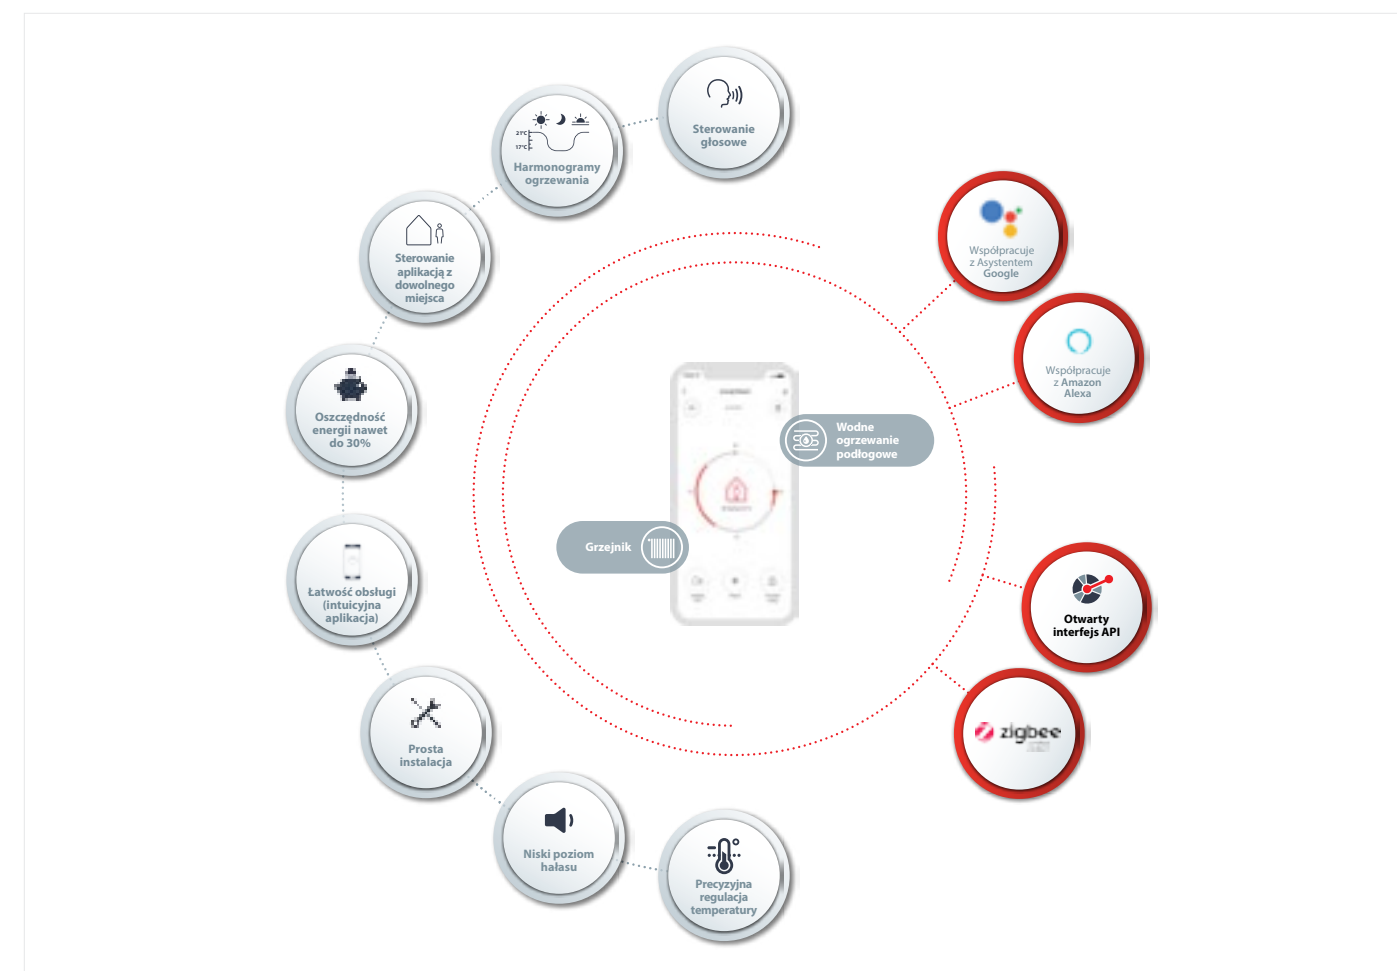 Sterowanie
głosowe
21°C
17°C
Harmonogramy
ogrzewania
Sterowanie
aplikacją z
dowolnego
miejsca
Oszczędność
energii nawet
do 30%
Łatwość obsługi
(intuicyjna
aplikacja)
Prosta
instalacja
Niski poziom
hałasu
Precyzyjna
regulacja
temperatury
Wodne
ogrzewanie
podłogowe
Grzejnik
Współpracuje
z Asystentem
Google
Współpracuje
z Amazon
Alexa
Otwarty
interfejs API
zigbee